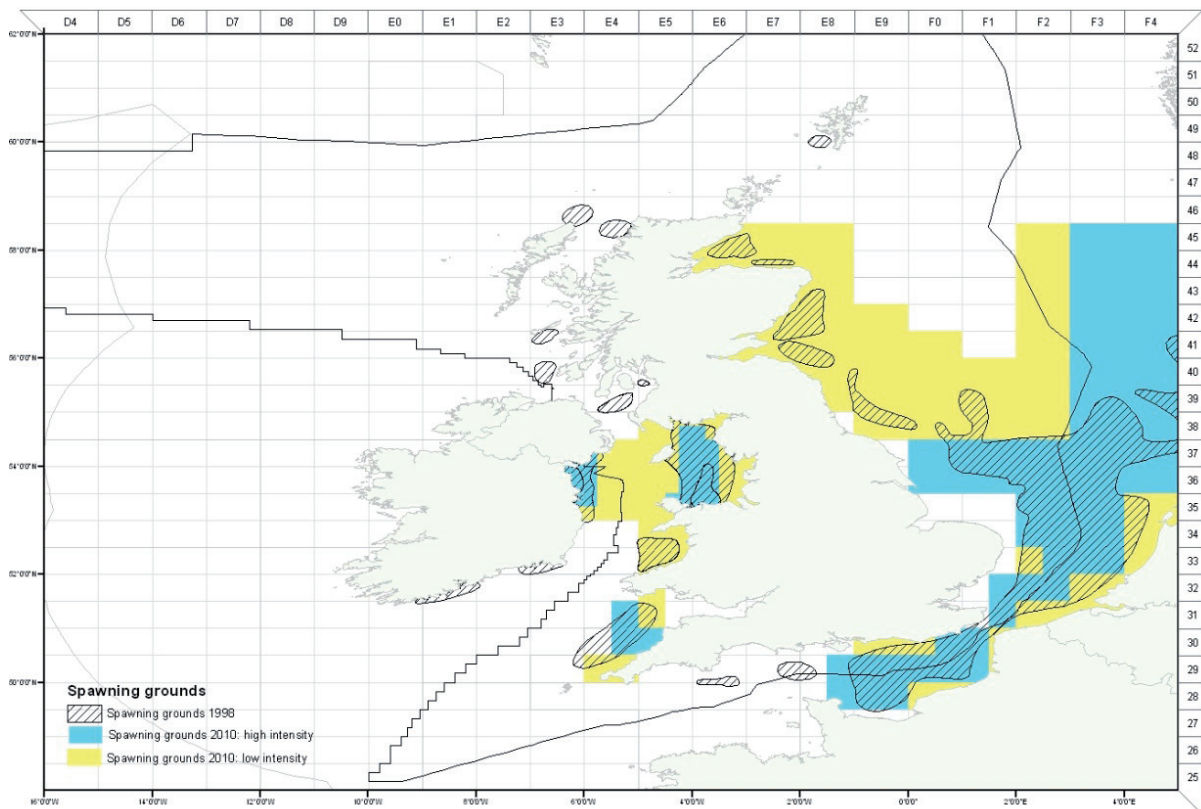 D4 D5 D6 D7 D8 D9 E0 E1 E2 E3 E4 E5 E6 E7 E8 E9 F0 F1 F2 F3 F4
62°0'0"N
52
51
50
60°0'0"N
49
48
47
46
58°0'0"N
45
44
43
42
56°0'0"N
41
40
39
38
54°0'0"N
37
36
35
34
52°0'0"N
33
32
31
30
50°0'0"N
29
28
27
26
25
Spawning grounds
Spawning grounds 1998
Spawning grounds 2010: high intensity
Spawning grounds 2010: low intensity
16°0'0"W 14°0'0"W 12°0'0"W 10°0'0"W 8°0'0"W 6°0'0"W 4°0'0"W 2°0'0"W 0°0'0" 2°0'0"E 4°0'0"E